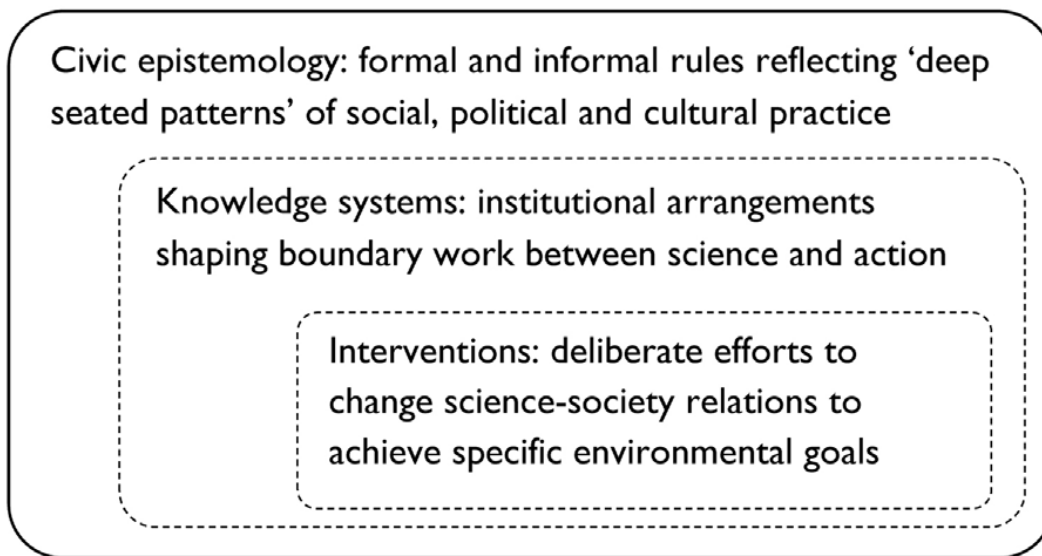 Civic epistemology: formal and informal rules reflecting ‘deep
seated patterns’ of social, political and cultural practice
Knowledge systems: institutional arrangements
shaping boundary work between science and action
Interventions: deliberate efforts to
change science-society relations to
achieve specific environmental goals